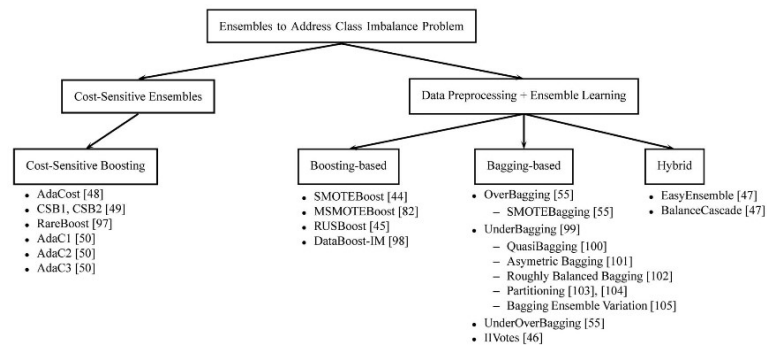 Ensembles to Address Class Imbalance Problem
Cost-Sensitive Ensembles
Data Preprocessing + Ensemble Learning
Cost-Sensitive Boosting
• AdaCost [48]
• CSB1, CSB2 [49]
• RareBoost [97]
• AdaC1 [50]
• AdaC2 [50]
• AdaC3 [50]
Boosting-based
• SMOTEBoost [44]
• MSMOTEBoost [82]
• RUSBoost [45]
• DataBoost-IM [98]
Bagging-based
• OverBagging [55]
– SMOTEBagging [55]
• UnderBagging [99]
– QuasiBagging [100]
– Asymetric Bagging [101]
– Roughly Balanced Bagging [102]
– Partitioning [103], [104]
– Bagging Ensemble Variation [105]
• UnderOverBagging [55]
• IIVotes [46]
Hybrid
• EasyEnsemble [47]
• BalanceCascade [47]